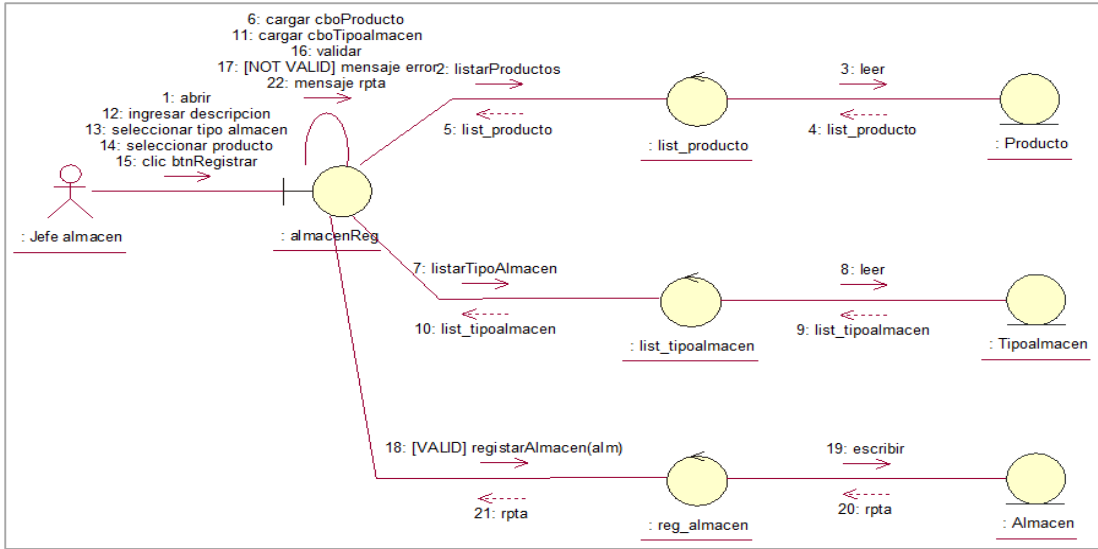 6: cargar cboProducto
11: cargar cboTipoalmacen
16: validar
17: [NOT VALID] mensaje error
22: mensaje rpta
1: abrir
12: ingresar descripcion
13: seleccionar tipo almacen
14: seleccionar producto
15: clic btnRegistrar
: Jefe almacen
: almacenReg
2: listarProductos
5: list_producto
: list_producto
3: leer
4: list_producto
: Producto
7: listarTipoAlmacen
10: list_tipoalmacen
: list_tipoalmacen
8: leer
9: list_tipoalmacen
: Tipoalmacen
18: [VALID] registarAlmacen(alm)
21: rpta
: reg_almacen
19: escribir
20: rpta
: Almacen